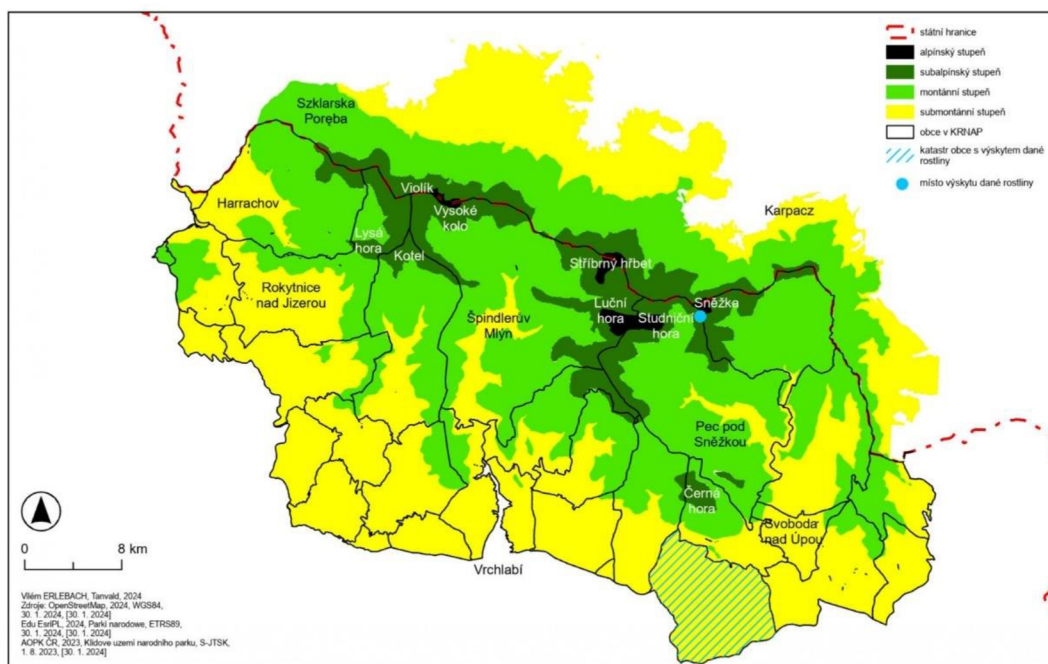 státní hranice
alpínský stupeň
subalpínský stupeň
montánní stupeň
submontánní stupeň
obce v KRNAP
katastr obce s výskytem dané
rostliny
místo výskytu dané rostliny
Szklarska
Poręba
Violík
Vysoké
kolo
Harrachov
Karpacz
Lysá
hora
Kotel
Stříbrný hřbet
Rokytnice
nad Jizerou
Špindlerův
Mlýn
Luční
hora
Studniční
hora
Sněžka
Pec pod
Sněžkou
Černá
hora
Svoboda
nad Úpou
Vrchlabí
0 8 km
Vilém ERLEBACH, Tanvald, 2024
Zdroje: OpenStreetMap, 2024, WGS84,
30. 1. 2024, [30. 1. 2024]
Edu EsriPL, 2024, Parki narodowe, ETRS89,
30. 1. 2024, [30. 1. 2024]
AOPK ČR, 2023, Klidove uzemi narodního parku, S-JTSK,
1. 8. 2023, [30. 1. 2024]